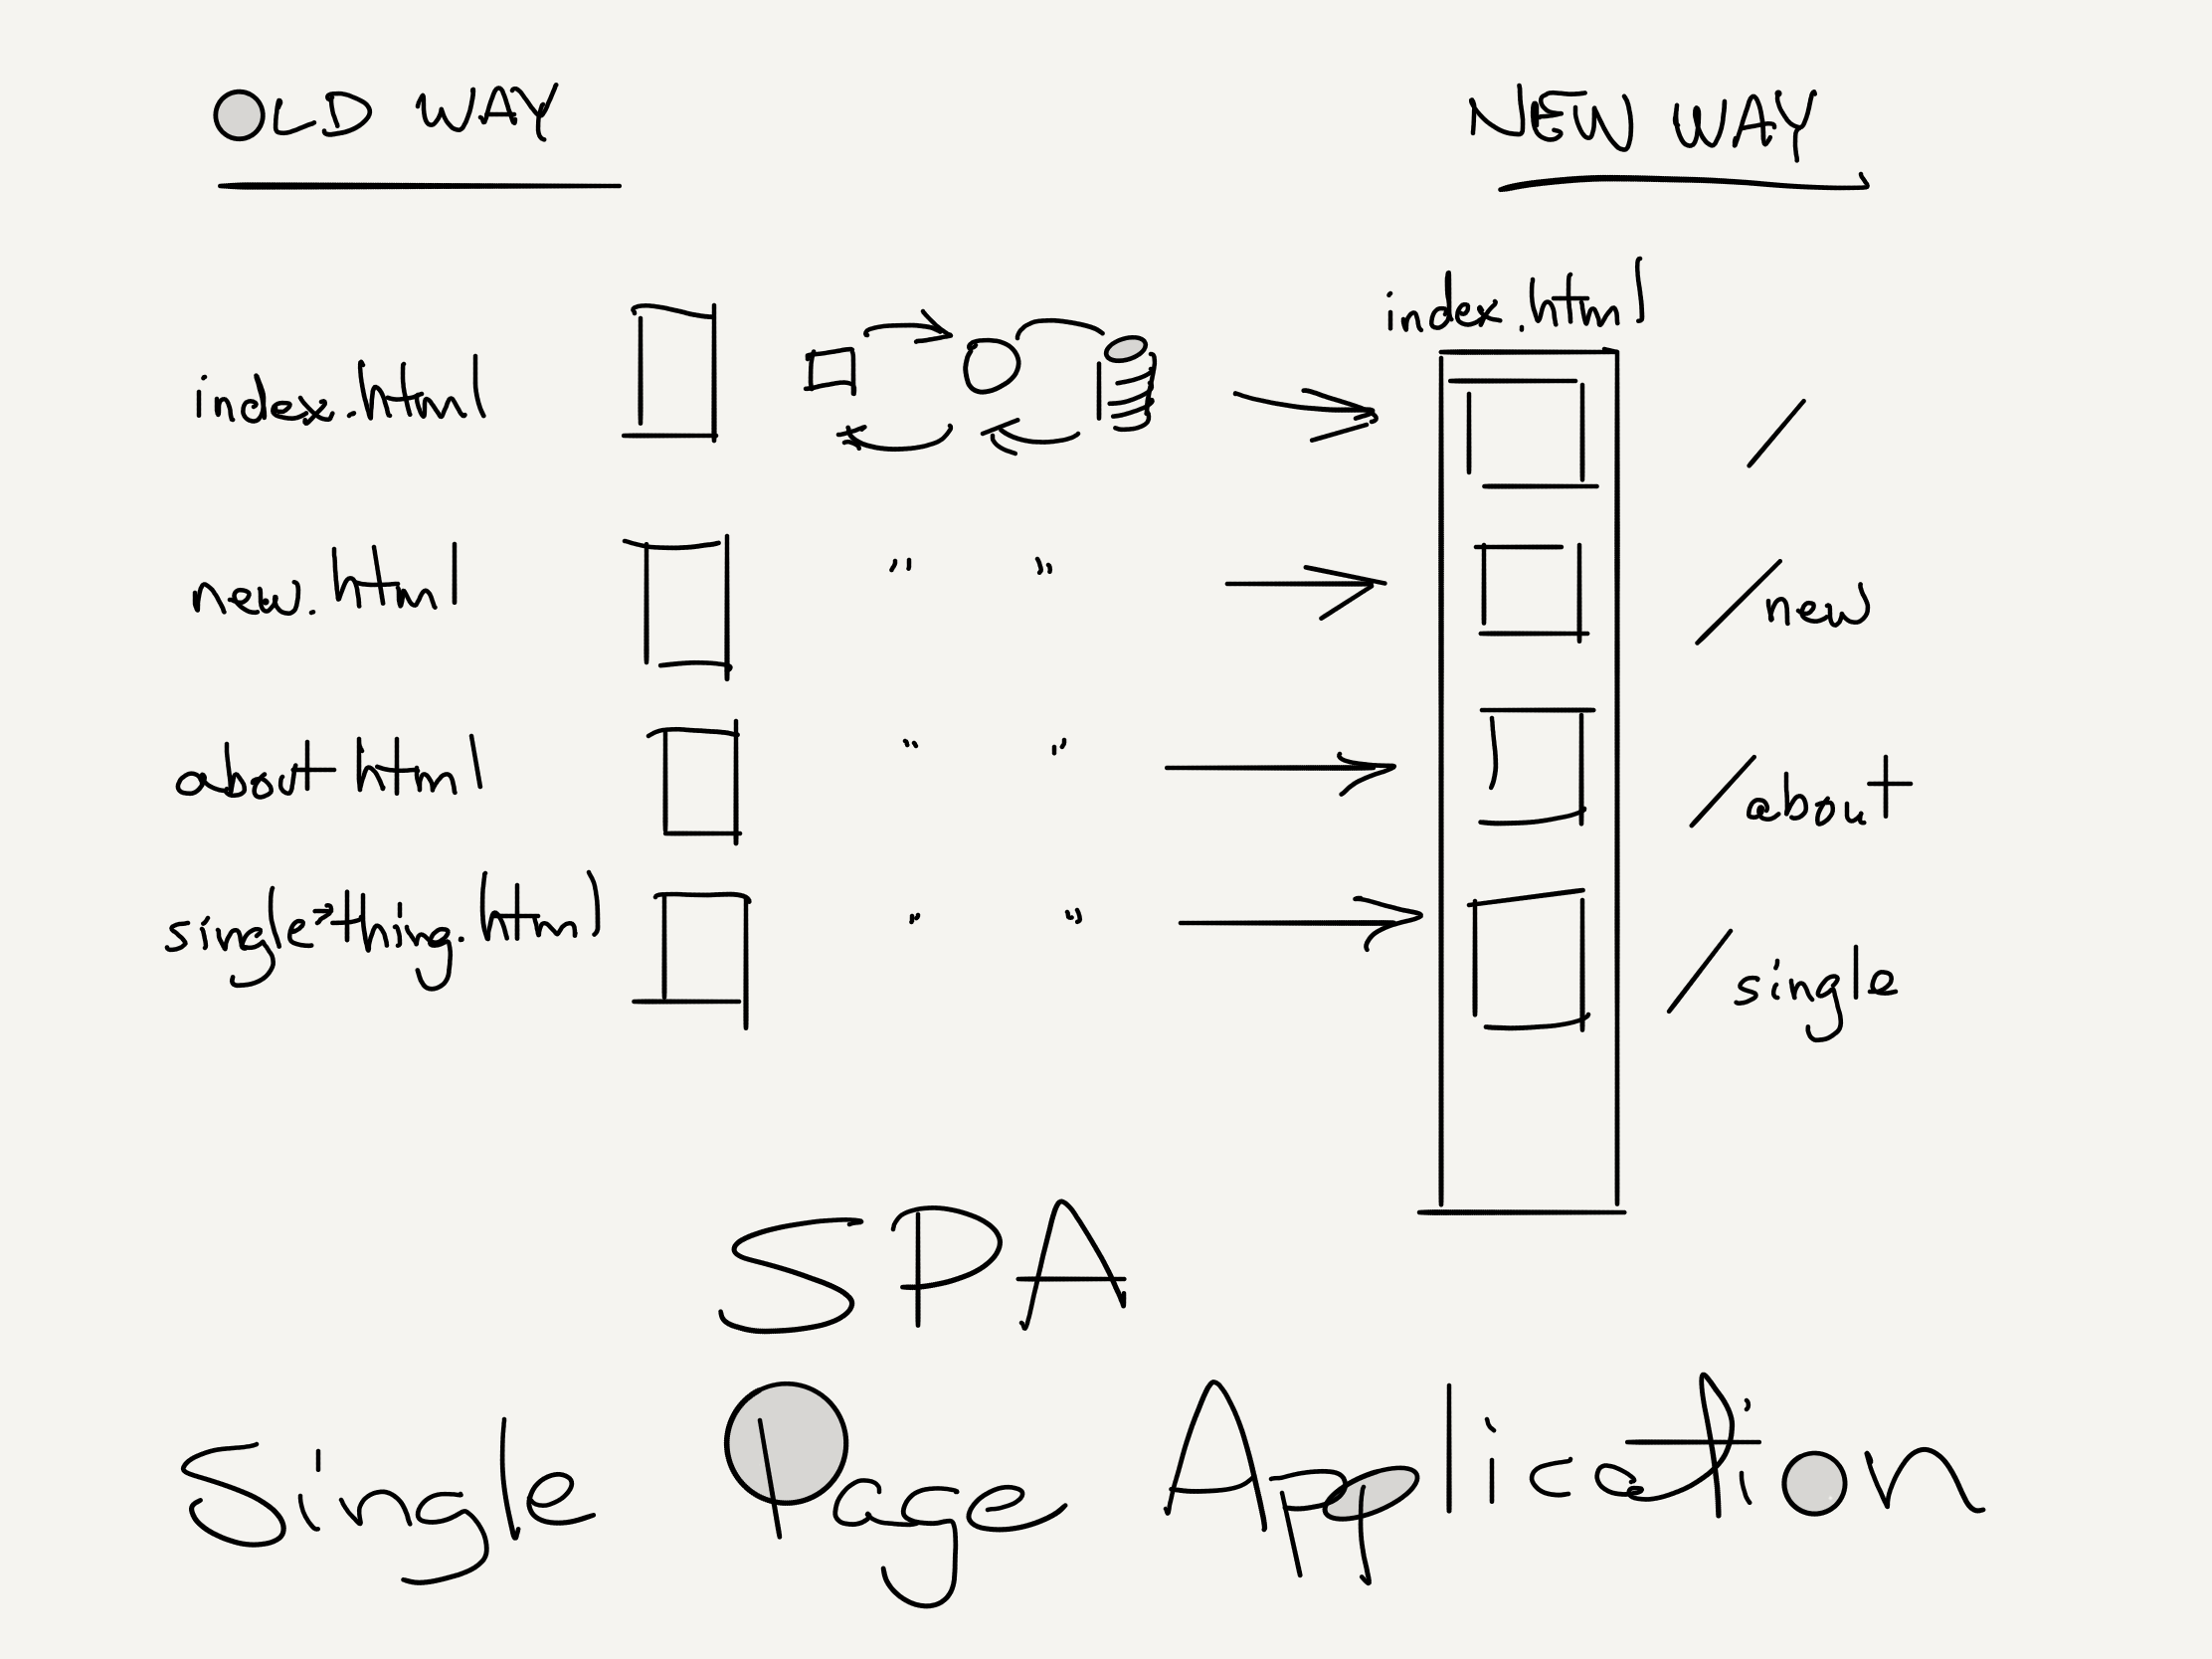 OLD WAY
NEW WAY
index.html
index.html
/
new.html
" "
/new
about html
" "
/about
single-thing.html
" "
/single
SPA
Single Page Application